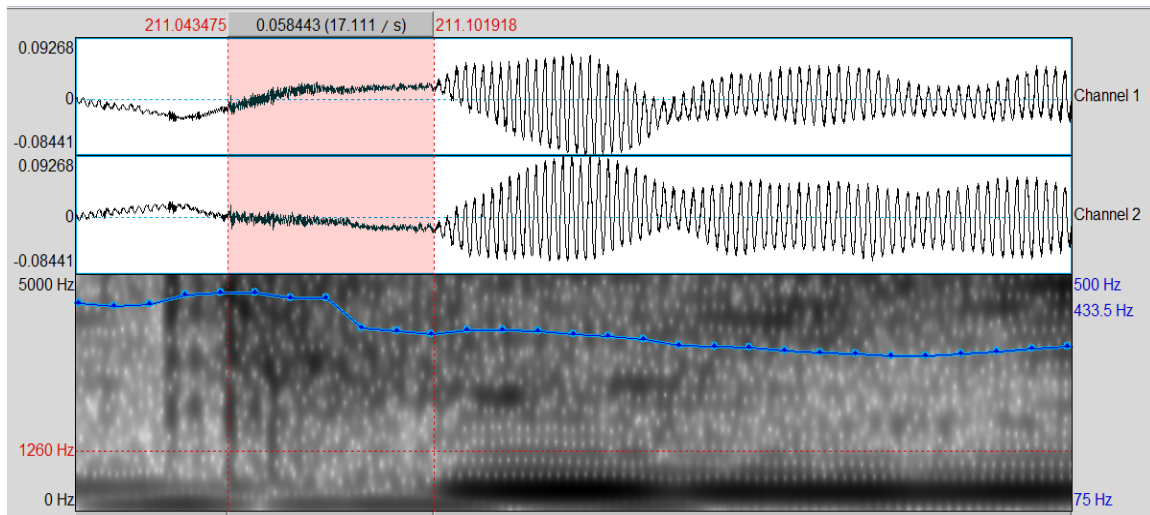 211.043475 0.058443 (17.111 / s) 211.101918
0.09268
0
-0.08441
Channel 1
0.09268
0
-0.08441
Channel 2
5000 Hz 500 Hz
433.5 Hz
1260 Hz
0 Hz 75 Hz